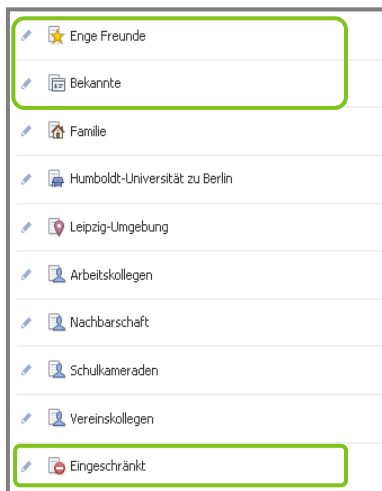 Enge Freunde
Bekannte
Familie
Humboldt-Universität zu Berlin
Leipzig-Umgebung
Arbeitskollegen
Nachbarschaft
Schulkameraden
Vereinskollegen
Eingeschränkt